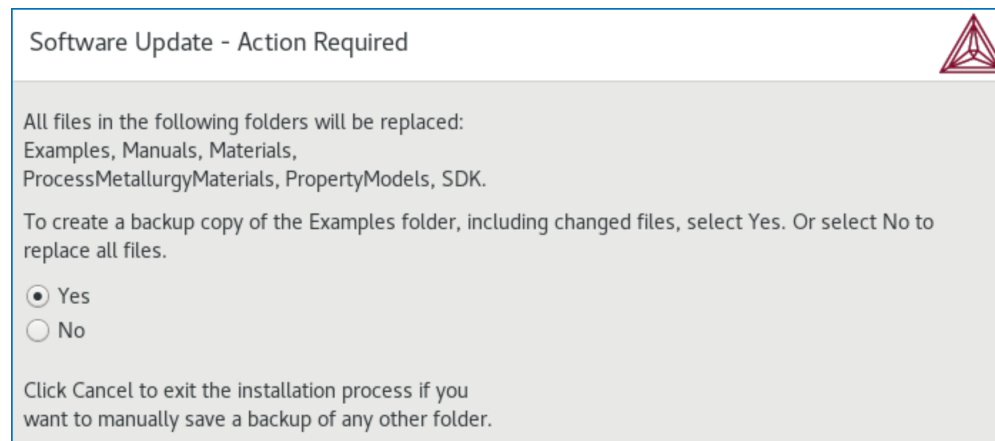 Software Update - Action Required
All files in the following folders will be replaced:
Examples, Manuals, Materials,
ProcessMetallurgyMaterials, PropertyModels, SDK.
To create a backup copy of the Examples folder, including changed files, select Yes. Or select No to
replace all files.
Yes
No
Click Cancel to exit the installation process if you
want to manually save a backup of any other folder.